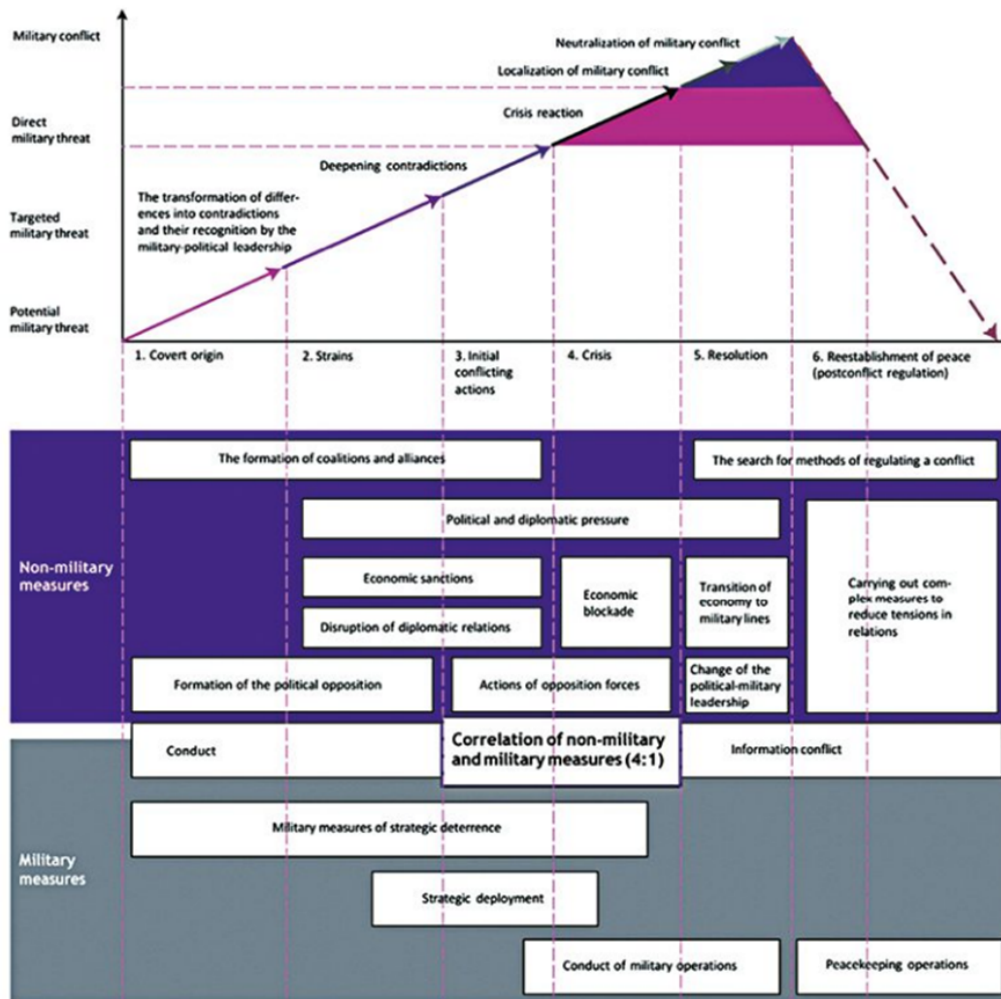 Military conflict
Neutralization of military conflict
Localization of military conflict
Crisis reaction
Direct
military threat
Deepening contradictions
The transformation of differ-
ences into contradictions
and their recognition by the
military-political leadership
Targeted
military threat
Potential
military threat
1. Covert origin
2. Strains
3. Initial
conflicting
actions
4. Crisis
5. Resolution
6. Reestablishment of peace
(postconflict regulation)
Non-military
measures
The formation of coalitions and alliances
The search for methods of regulating a conflict
Political and diplomatic pressure
Economic sanctions
Disruption of diplomatic relations
Economic
blockade
Transition of
economy to
military lines
Carrying out com-
plex measures to
reduce tensions in
relations
Formation of the political opposition
Actions of opposition forces
Change of the
political-military
leadership
Conduct
Correlation of non-military
and military measures (4:1)
Information conflict
Military
measures
Military measures of strategic deterrence
Strategic deployment
Conduct of military operations
Peacekeeping operations